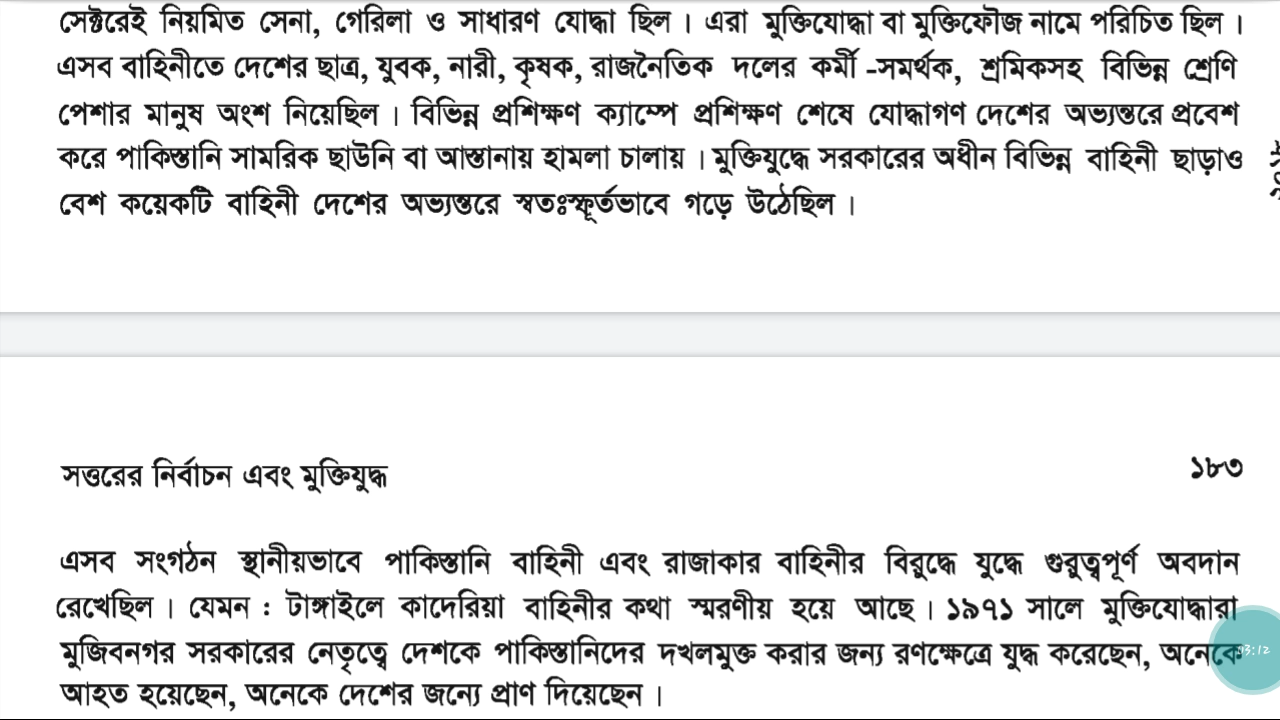 সেক্টরেই নিয়মিত সেনা, গেরিলা ও সাধারণ যোদ্ধা ছিল। এরা মুক্তিযোদ্ধা বা মুক্তিফৌজ নামে পরিচিত ছিল।
এসব বাহিনীতে দেশের ছাত্র, যুবক, নারী, কৃষক, রাজনৈতিক দলের কর্মী -সমর্থক, শ্রমিকসহ বিভিন্ন শ্রেণি
পেশার মানুষ অংশ নিয়েছিল। বিভিন্ন প্রশিক্ষণ ক্যাম্পে প্রশিক্ষণ শেষে যোদ্ধাগণ দেশের অভ্যন্তরে প্রবেশ
করে পাকিস্তানি সামরিক ছাউনি বা আস্তানায় হামলা চালায়। মুক্তিযুদ্ধে সরকারের অধীন বিভিন্ন বাহিনী ছাড়াও
বেশ কয়েকটি বাহিনী দেশের অভ্যন্তরে স্বতঃস্ফূর্তভাবে গড়ে উঠেছিল।
সত্তরের নির্বাচন এবং মুক্তিযুদ্ধ ১৮৩
এসব সংগঠন স্থানীয়ভাবে পাকিস্তানি বাহিনী এবং রাজাকার বাহিনীর বিরুদ্ধে যুদ্ধে গুরুত্বপূর্ণ অবদান
রেখেছিল। যেমন : টাঙ্গাইলে কাদেরিয়া বাহিনীর কথা স্মরণীয় হয়ে আছে। ১৯৭১ সালে মুক্তিযোদ্ধারা
মুজিবনগর সরকারের নেতৃত্বে দেশকে পাকিস্তানিদের দখলমুক্ত করার জন্য রণক্ষেত্রে যুদ্ধ করেছেন, অনেকে
03:12
আহত হয়েছেন, অনেকে দেশের জন্যে প্রাণ দিয়েছেন।